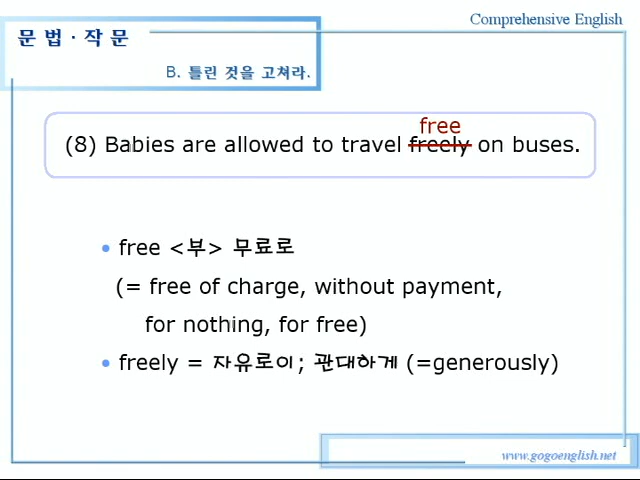 Comprehensive English
문 법 · 작 문
B. 틀린 것을 고쳐라.
free
(8) Babies are allowed to travel freely on buses.
• free <부> 무료로
(= free of charge, without payment,
for nothing, for free)
• freely = 자유로이; 관대하게 (=generously)
www.gogoenglish.net